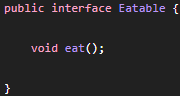 public interface Eatable {
void eat();
}